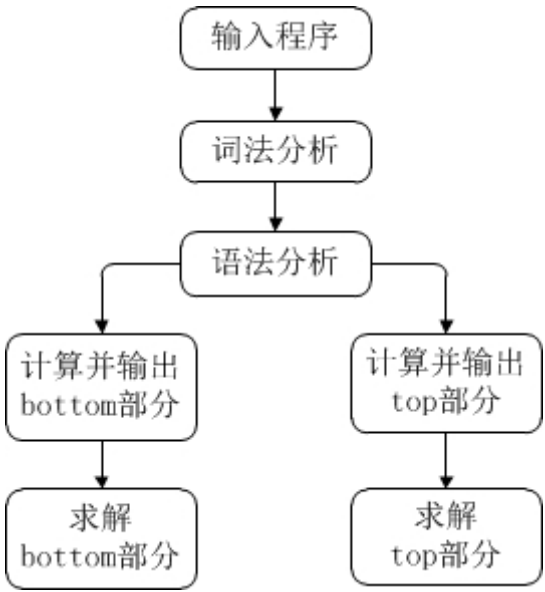 输入程序
词法分析
语法分析
计算并输出
bottom部分
计算并输出
top部分
求解
bottom部分
求解
top部分